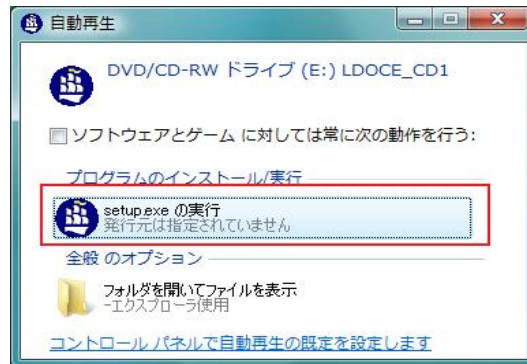 自動再生
DVD/CD-RW ドライブ (E:) LDOCE_CD1
ソフトウェアとゲーム に対しては常に次の動作を行う:
プログラムのインストール/実行
setup.exe の実行
発行元は指定されていません
全般 のオプション
フォルダを開いてファイルを表示
-エクスプローラ使用
コントロール パネルで自動再生の既定を設定します